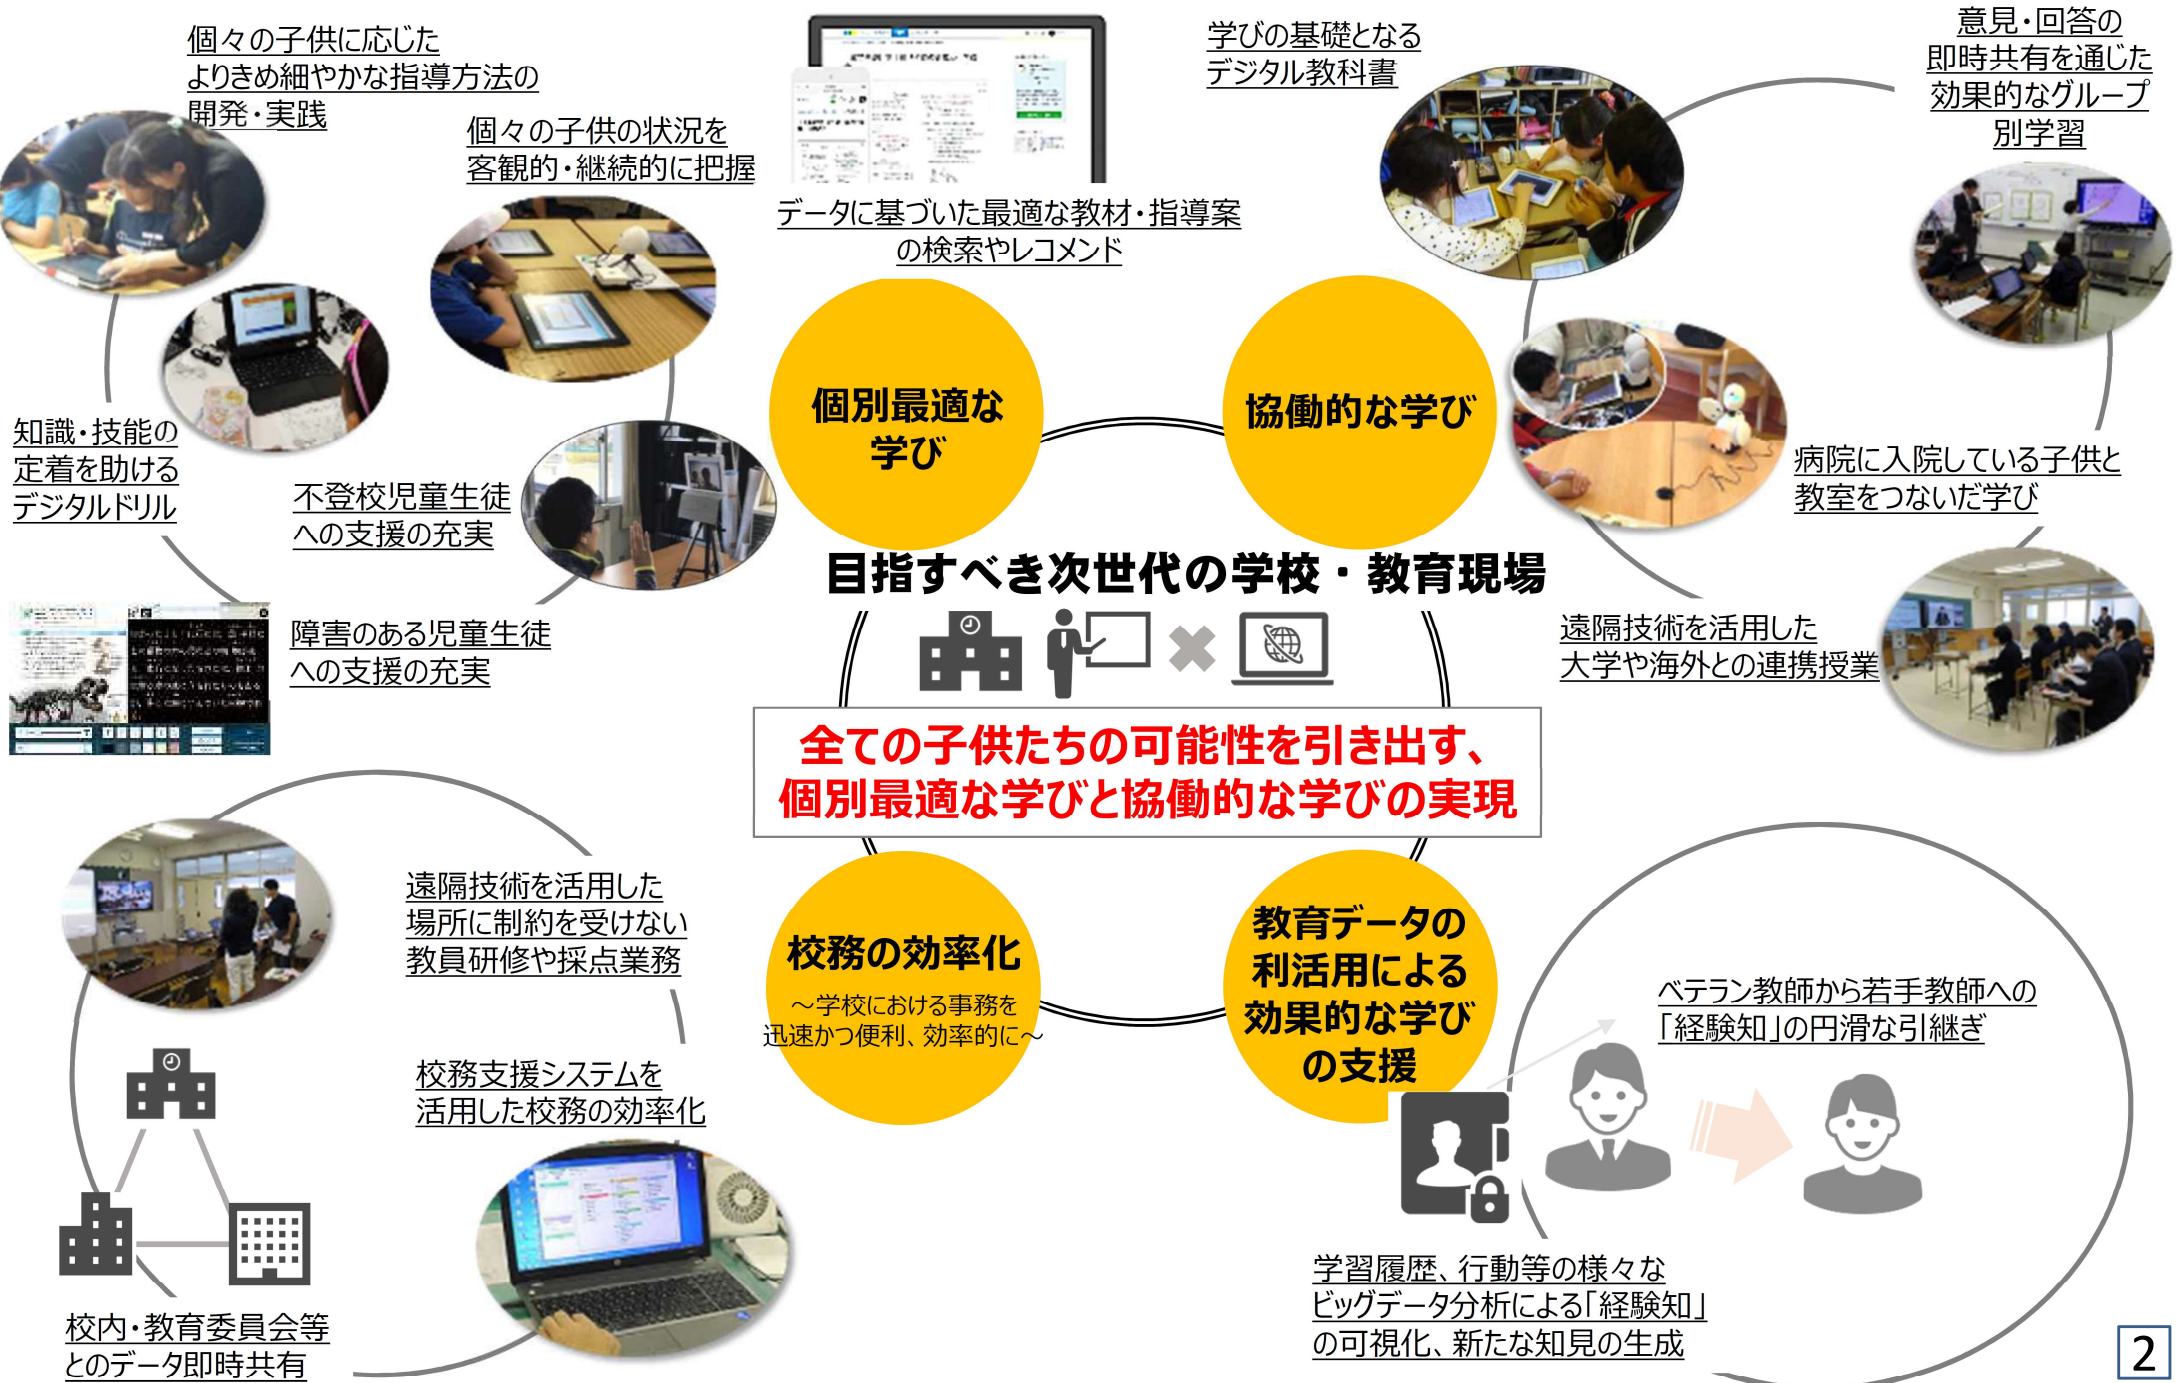 個々の子供に応じた
よりきめ細やかな指導方法の
開発・実践
個々の子供の状況を
客観的・継続的に把握
知識・技能の
定着を助ける
デジタルドリル
不登校児童生徒
への支援の充実
障害のある児童生徒
への支援の充実
データに基づいた最適な教材・指導案
の検索やレコメンド
学びの基礎となる
デジタル教科書
意見・回答の
即時共有を通じた
効果的なグループ
別学習
病院に入院している子供と
教室をつないだ学び
遠隔技術を活用した
大学や海外との連携授業
個別最適な
学び
協働的な学び
目指すべき次世代の学校・教育現場
全ての子供たちの可能性を引き出す、
個別最適な学びと協働的な学びの実現
校務の効率化
～学校における事務を
迅速かつ便利、効率的に～
教育データの
利活用による
効果的な学び
の支援
遠隔技術を活用した
場所に制約を受けない
教員研修や採点業務
校務支援システムを
活用した校務の効率化
校内・教育委員会等
とのデータ即時共有
ベテラン教師から若手教師への
「経験知」の円滑な引継ぎ
学習履歴、行動等の様々な
ビッグデータ分析による「経験知」
の可視化、新たな知見の生成
2